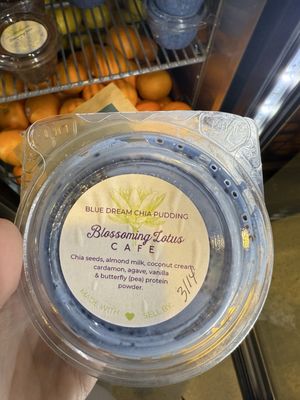 BLUE DREAM CHIA PUDDING
Blossoming Lotus
CAFE
Chia seeds, almond milk, coconut cream,
cardamon, agave, vanilla
& butterfly (pea) protein
powder.
MADE WITH ♥ SELL BY:
3/14